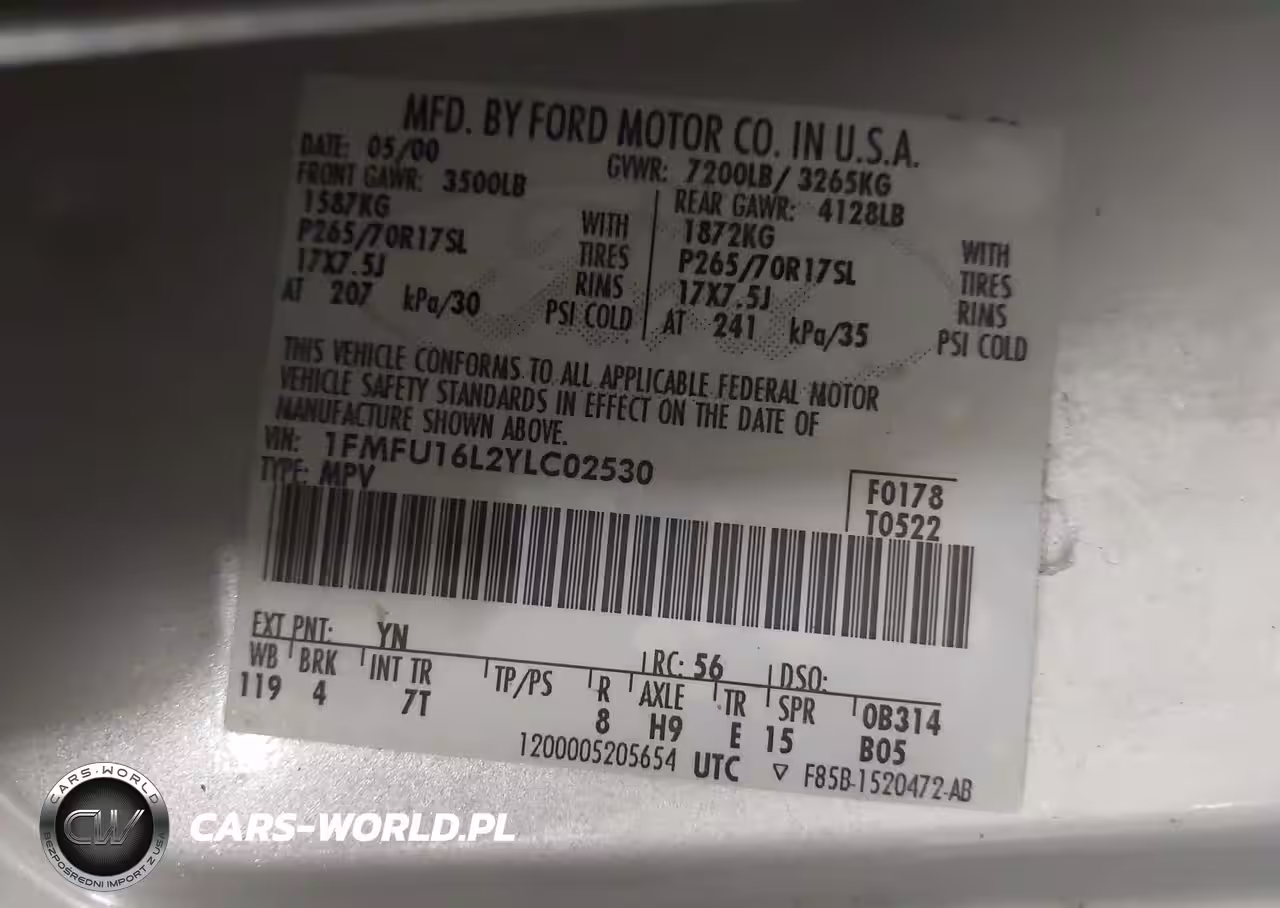 MFD. BY FORD MOTOR CO. IN U.S.A.
DATE: 05/00
GVWR: 7200LB/ 3265KG
FRONT GAWR: 3500LB
1587KG
WITH
P265/70R17SL
TIRES
17X7.5J
RIMS
AT 207 kPa/30
PSI COLD
REAR GAWR: 4128LB
1872KG
WITH
P265/70R17SL
TIRES
17X7.5J
RIMS
AT 241 kPa/35
PSI COLD
THIS VEHICLE CONFORMS TO ALL APPLICABLE FEDERAL MOTOR
VEHICLE SAFETY STANDARDS IN EFFECT ON THE DATE OF
MANUFACTURE SHOWN ABOVE.
VIN: 1FMFU16L2YLC02530
TYPE: MPV
F0178
T0522
EXT PNT: YN
RC: 56 DSO:
WB BRK INT TR TP/PS R AXLE TR SPR 0B314
119 4 7T 8 H9 E 15 B05
1200005205654 UTC ▽ F85B-1520472-AB
CARS-WORLD
CW
BEZPOŚREDNI IMPORT Z USA
CARS-WORLD.PL